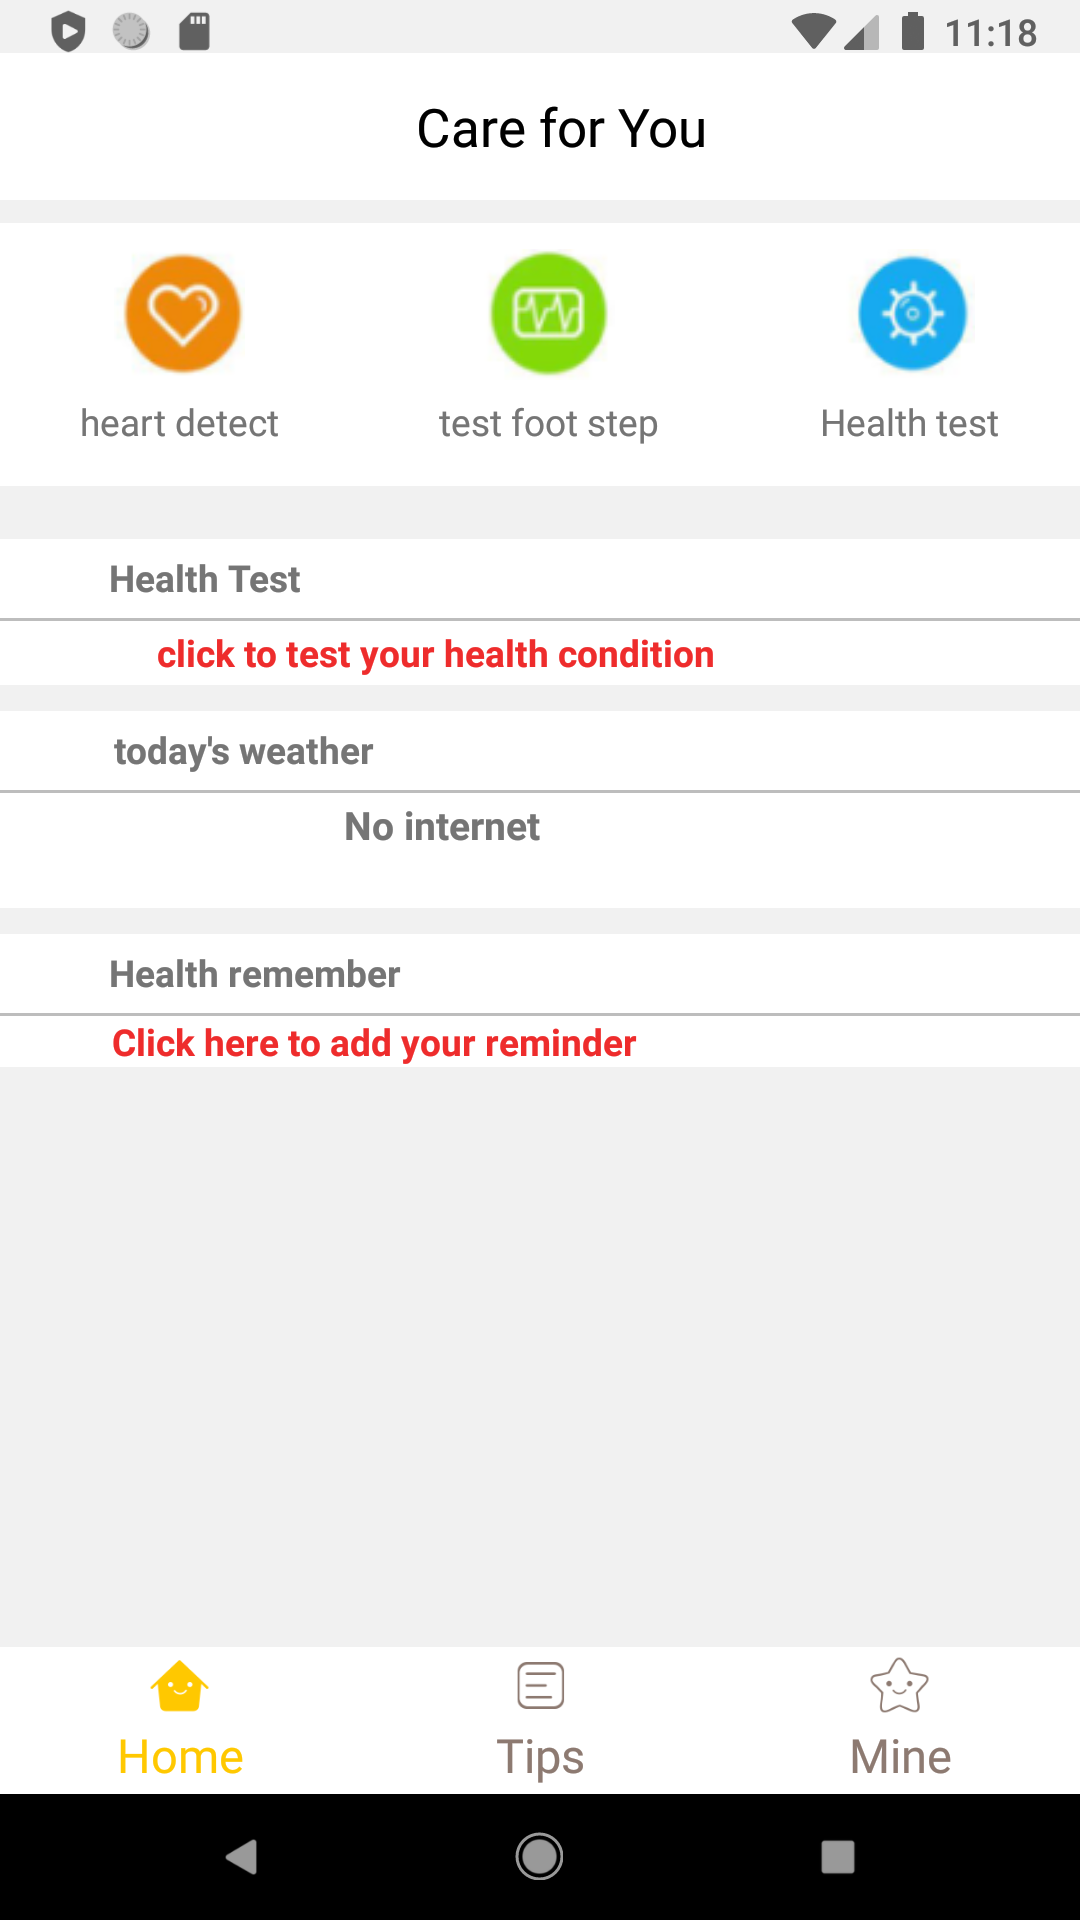 11:18
Care for You
heart detect
test foot step
Health test
Health Test
click to test your health condition
today's weather
No internet
Health remember
Click here to add your reminder
Home
Tips
Mine